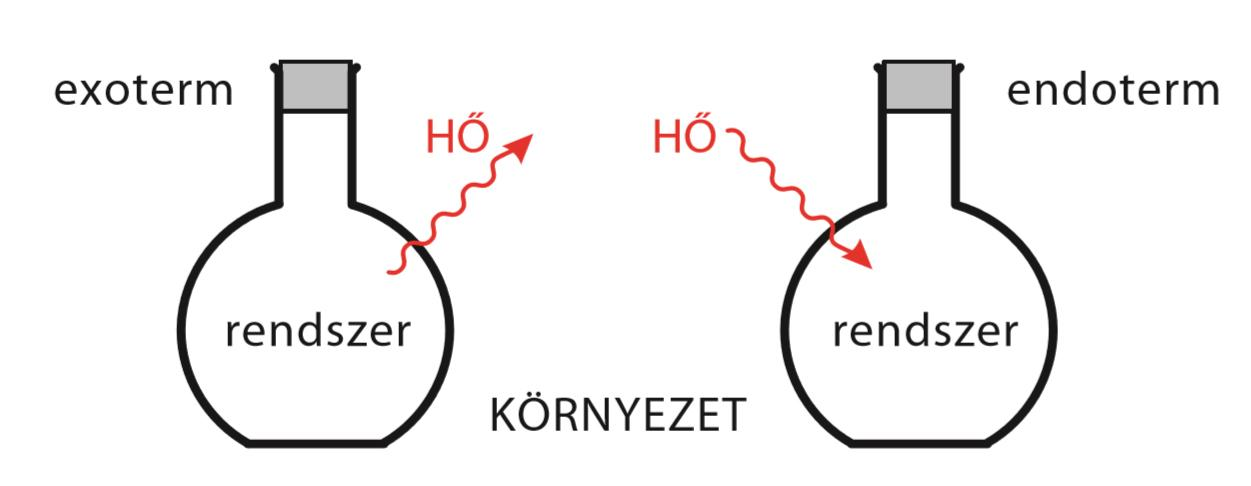 exoterm
HŐ
rendszer
HŐ
endoterm
rendszer
KÖRNYEZET